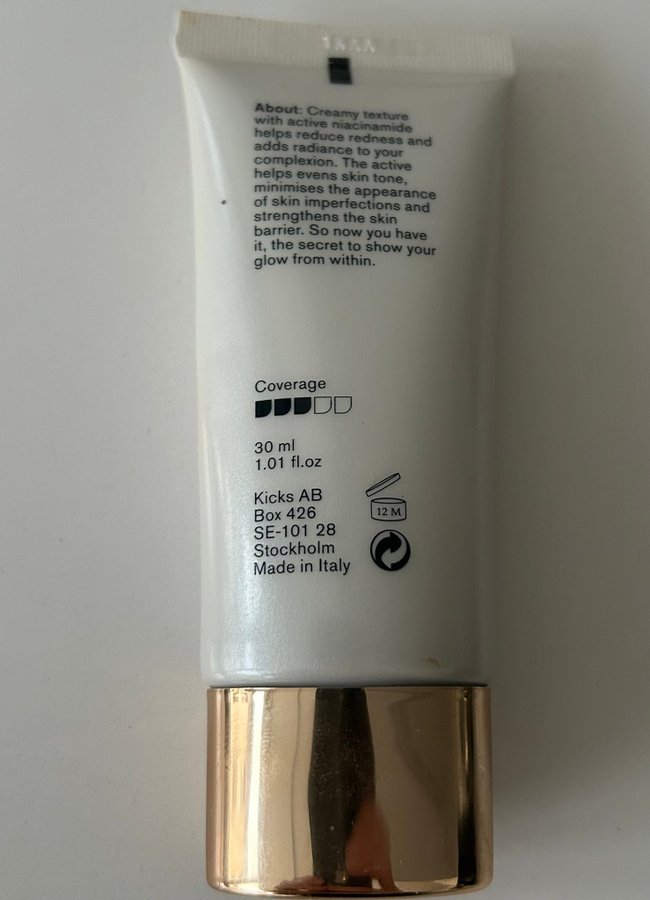 About: Creamy texture
with active niacinamide
helps reduce redness and
adds radiance to your
complexion. The active
helps evens skin tone,
minimises the appearance
of skin imperfections and
strengthens the skin
barrier. So now you have
it, the secret to show your
glow from within.
Coverage
30 ml
1.01 fl.oz
Kicks AB
Box 426
SE-101 28
Stockholm
Made in Italy
12 M